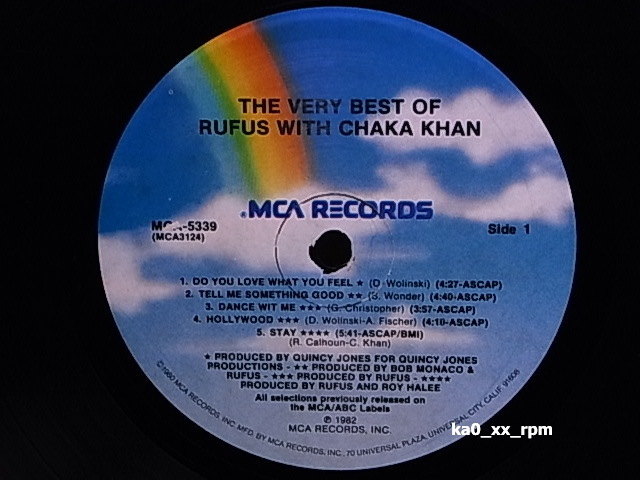 THE VERY BEST OF
RUFUS WITH CHAKA KHAN
MCA RECORDS
MCA-5339
(MCA3124)
Side 1
1. DO YOU LOVE WHAT YOU FEEL ★ (D. Wolinski) (4:27-ASCAP)
2. TELL ME SOMETHING GOOD ★★ (S. Wonder) (4:40-ASCAP)
3. DANCE WIT ME ★★★ (G. Christopher) (3:57-ASCAP)
4. HOLLYWOOD ★★★ (D. Wolinski-A. Fischer) (4:10-ASCAP)
5. STAY ★★★★ (5:41-ASCAP/BMI)
(R. Calhoun-C. Khan)
★ PRODUCED BY QUINCY JONES FOR QUINCY JONES
PRODUCTIONS - ★★ PRODUCED BY BOB MONACO &
RUFUS - ★★★ PRODUCED BY RUFUS - ★★★★
PRODUCED BY RUFUS AND ROY HALEE
All selections previously released on
the MCA/ABC Labels
℗ 1982
MCA RECORDS, INC.
©1980 MCA RECORDS, INC. MFD. BY MCA RECORDS, INC., 70 UNIVERSAL PLAZA, UNIVERSAL CITY, CALIF. 91608
ka0_xx_rpm